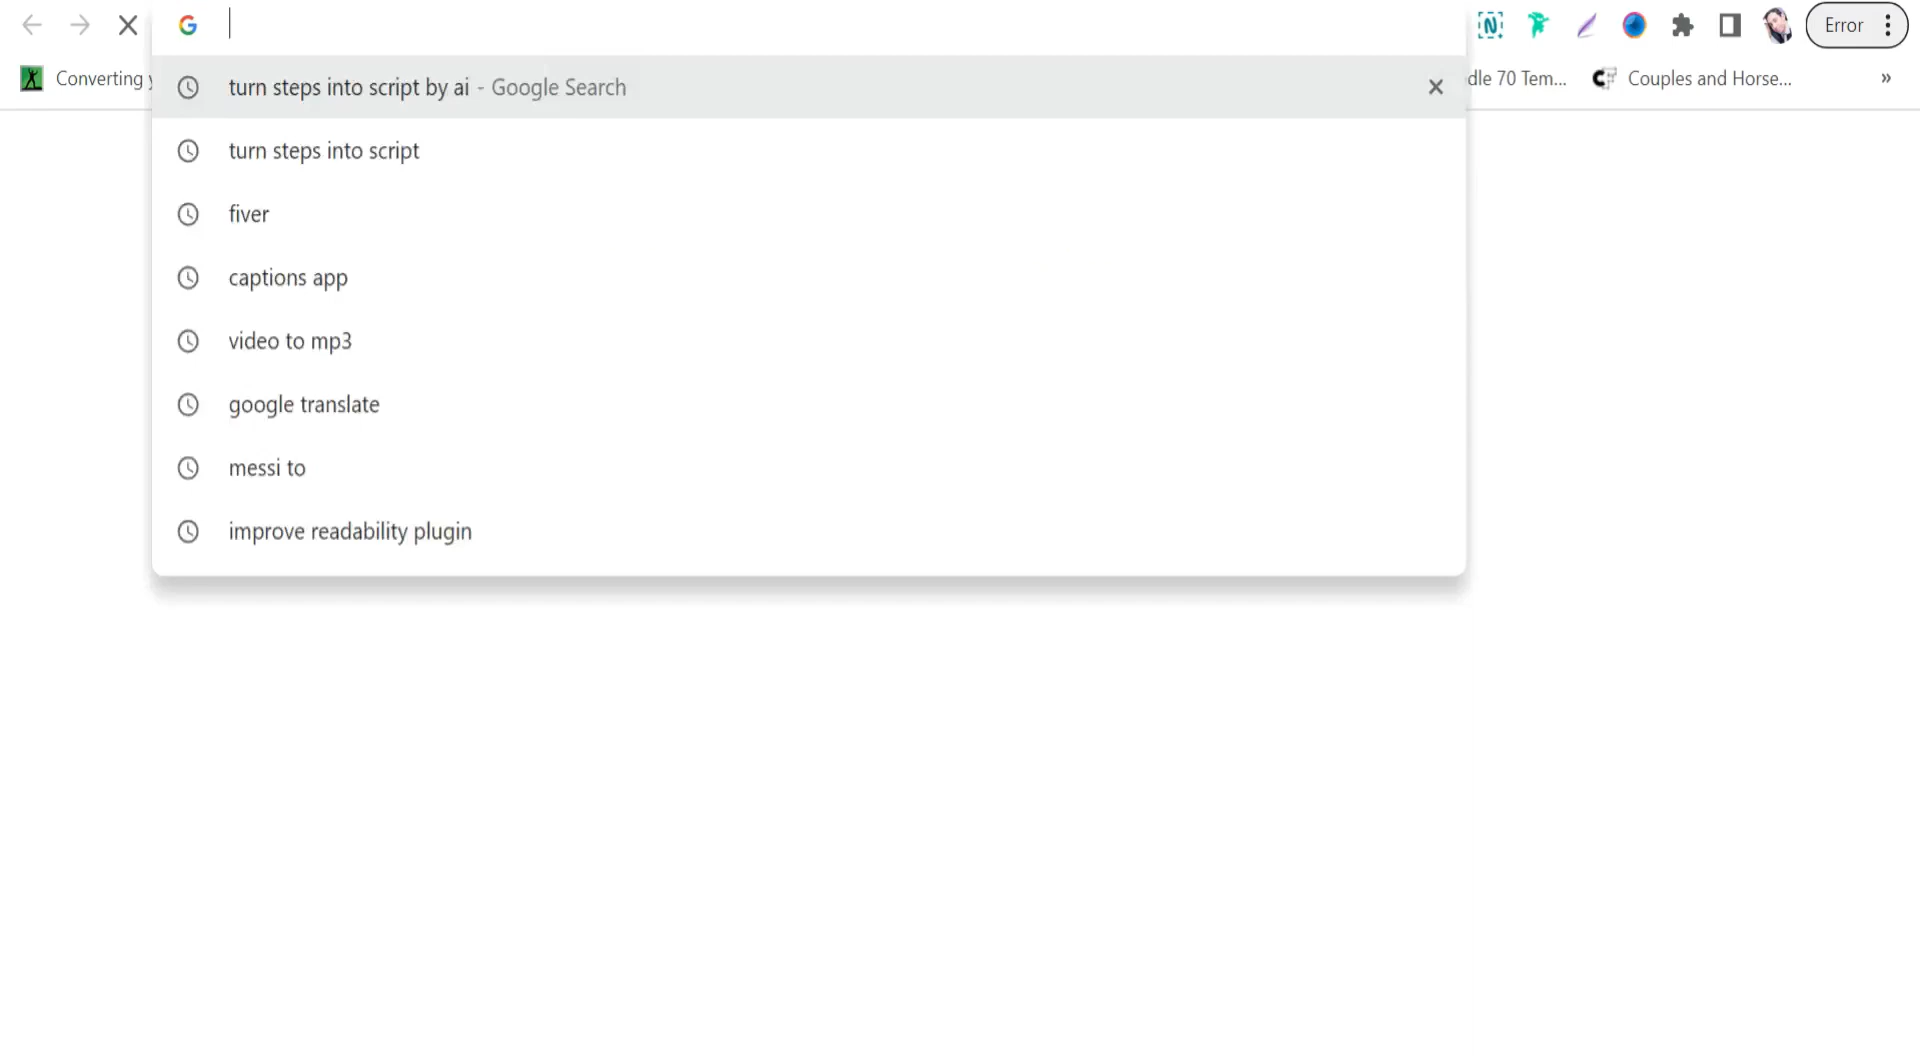 Error
Converting y
dle 70 Tem...
Couples and Horse...
»
turn steps into script by ai - Google Search
turn steps into script
fiver
captions app
video to mp3
google translate
messi to
improve readability plugin